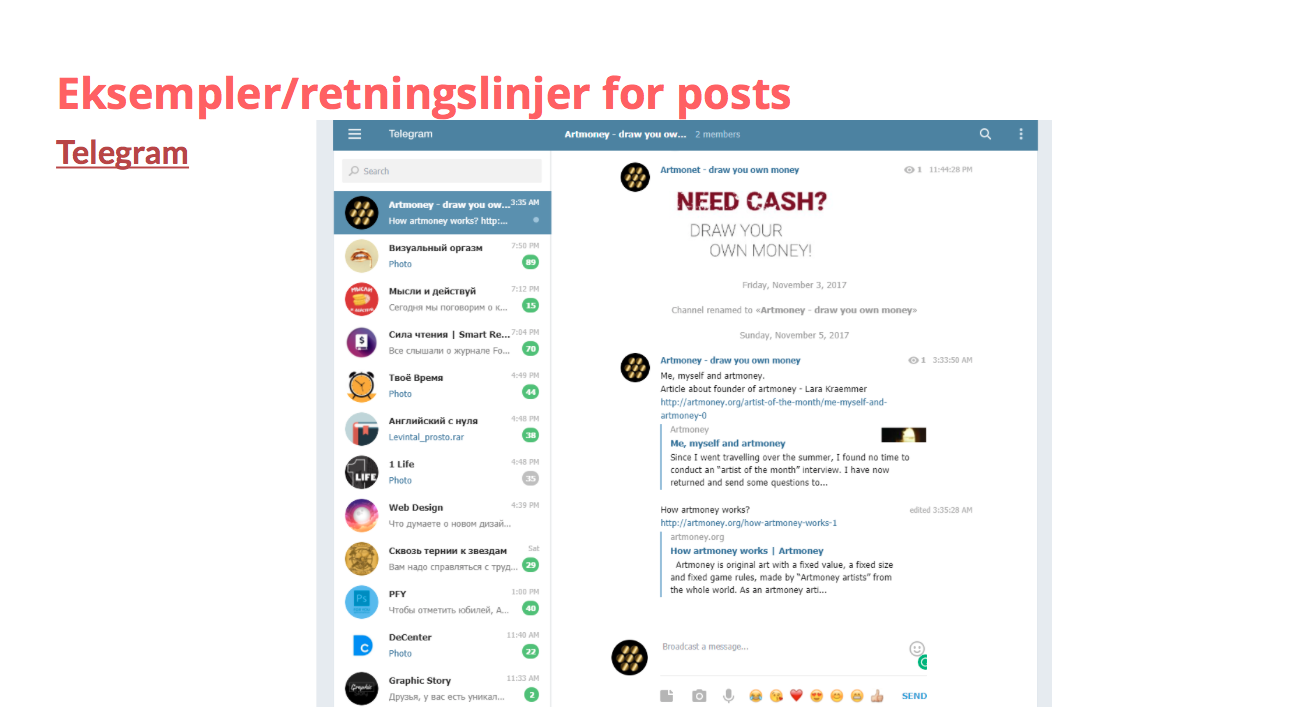 Eksempler/retningslinjer for posts
Telegram
Telegram
Artmoney - draw you ow... 2 members
Search
Artmoney - draw you ow... 3:35 AM
How artmoney works? http:...
Визуальный оргазм 7:50 PM
Photo 89
Мысли и действуй 7:12 PM
Сегодня мы поговорим о к... 15
Сила чтения | Smart Re... 7:04 PM
Все слышали о журнале Fo... 70
Твоё Время 4:49 PM
Photo 44
Английский с нуля 4:48 PM
Levintal_prosto.rar 38
1 Life 4:48 PM
Photo 35
Web Design 4:39 PM
Что думаете о новом дизай...
Сквозь тернии к звездам Sat
Вам надо справляться с труд... 29
PFY 1:00 PM
Чтобы отметить юбилей, А... 40
DeCenter 11:40 AM
Photo 22
Graphic Story 11:33 AM
Друзья, у вас есть уникал... 2
Artmonet - draw you own money 1 11:44:28 PM
NEED CASH?
DRAW YOUR
OWN MONEY!
Friday, November 3, 2017
Channel renamed to «Artmoney - draw you own money»
Sunday, November 5, 2017
Artmoney - draw you own money 1 3:33:50 AM
Me, myself and artmoney.
Article about founder of artmoney - Lara Kraemmer
http://artmoney.org/artist-of-the-month/me-myself-and-
artmoney-0
Artmoney
Me, myself and artmoney
Since I went travelling over the summer, I found no time to
conduct an "artist of the month" interview. I have now
returned and send some questions to...
How artmoney works? edited 3:35:28 AM
http://artmoney.org/how-artmoney-works-1
artmoney.org
How artmoney works | Artmoney
Artmoney is original art with a fixed value, a fixed size
and fixed game rules, made by "Artmoney artists" from
the whole world. As an artmoney arti...
Broadcast a message...
SEND